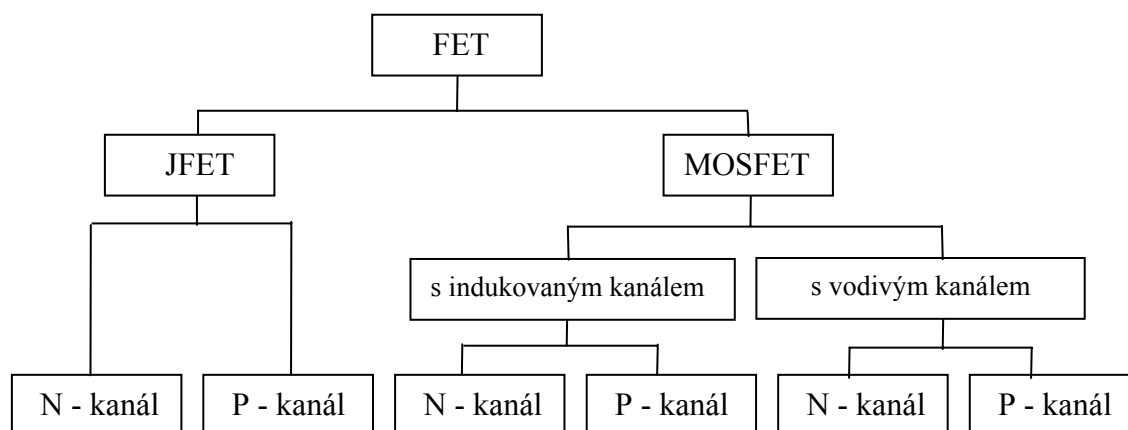 FET
JFET
MOSFET
s indukovaným kanálem
s vodivým kanálem
N - kanál
P - kanál
N - kanál
P - kanál
N - kanál
P - kanál